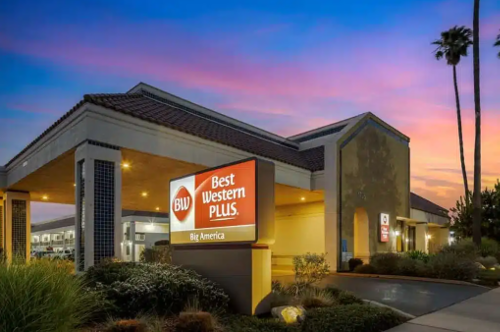 BW
Best
Western
PLUS.
Big America